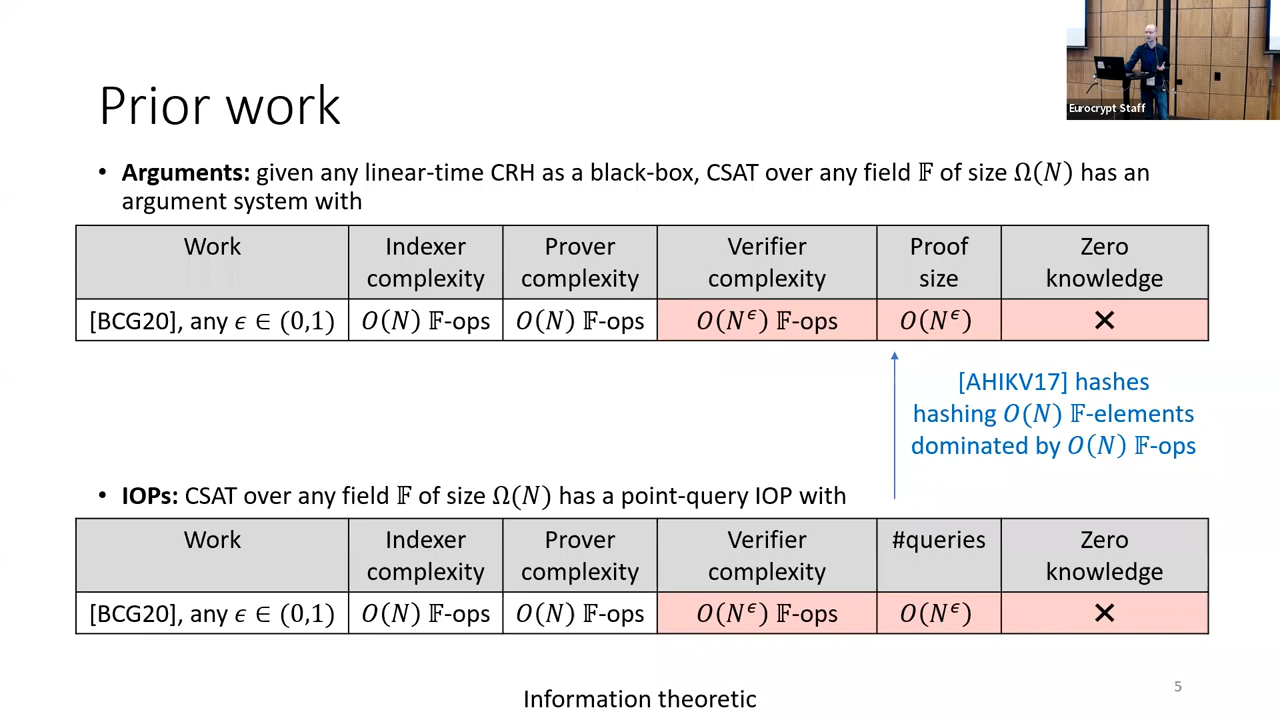 Eurocrypt Staff
Prior work
• Arguments: given any linear-time CRH as a black-box, CSAT over any field 𝔽 of size Ω(N) has an
argument system with
Work Indexer complexity Prover complexity Verifier complexity Proof size Zero knowledge
[BCG20], any ϵ ∈ (0,1) O(N) 𝔽-ops O(N) 𝔽-ops O(N^ϵ) 𝔽-ops O(N^ϵ) ✕
[AHIKV17] hashes
hashing O(N) 𝔽-elements
dominated by O(N) 𝔽-ops
• IOPs: CSAT over any field 𝔽 of size Ω(N) has a point-query IOP with
Work Indexer complexity Prover complexity Verifier complexity #queries Zero knowledge
[BCG20], any ϵ ∈ (0,1) O(N) 𝔽-ops O(N) 𝔽-ops O(N^ϵ) 𝔽-ops O(N^ϵ) ✕
Information theoretic
5